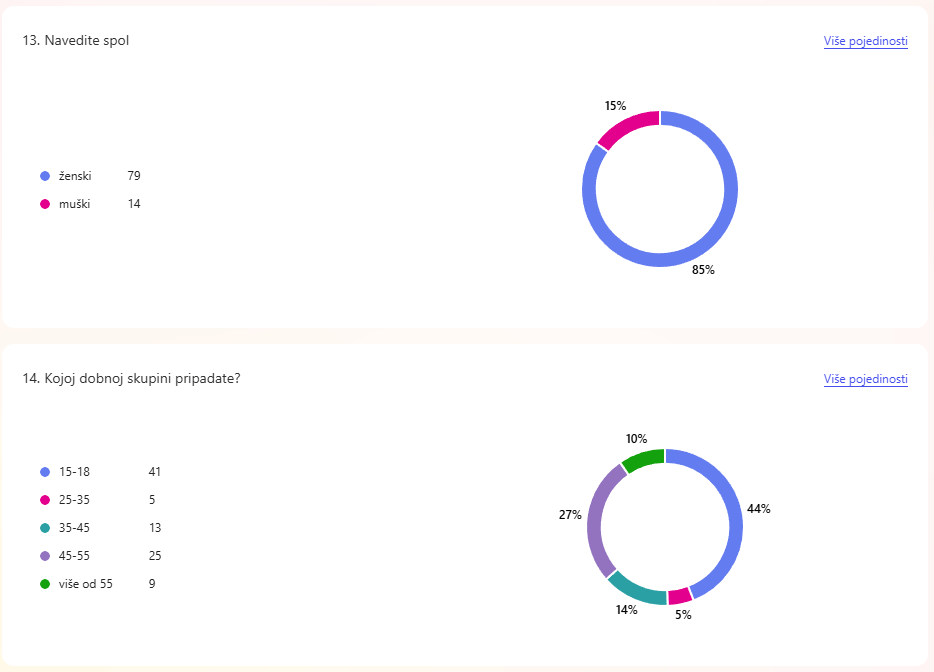 13. Navedite spol
Više pojedinosti
15%
ženski 79
muški 14
85%
14. Kojoj dobnoj skupini pripadate?
Više pojedinosti
10%
15-18 41
25-35 5
35-45 13
45-55 25
više od 55 9
27%
44%
14%
5%